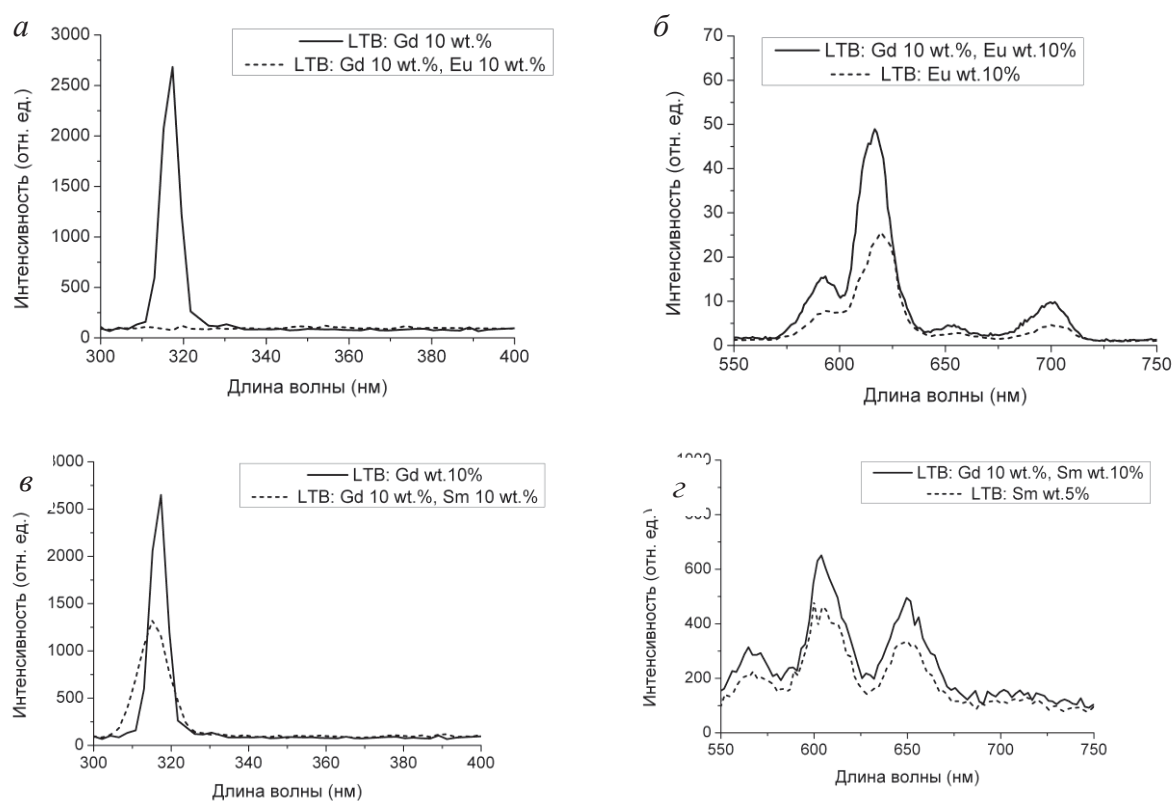 а
3000
2500
2000
1500
1000
500
0
Интенсивность (отн. ед.)
LTB: Gd 10 wt.%
LTB: Gd 10 wt.%, Eu 10 wt.%
300 320 340 360 380 400
Длина волны (нм)
б
70
60
50
40
30
20
10
0
Интенсивность (отн. ед.)
LTB: Gd 10 wt.%, Eu wt.10%
LTB: Eu wt.10%
550 600 650 700 750
Длина волны (нм)
в
3000
2500
2000
1500
1000
500
0
Интенсивность (отн. ед.)
LTB: Gd wt.10%
LTB: Gd 10 wt.%, Sm 10 wt.%
300 320 340 360 380 400
Длина волны (нм)
г
1000
800
600
400
200
0
Интенсивность (отн. ед.)
LTB: Gd 10 wt.%, Sm wt.10%
LTB: Sm wt.5%
550 600 650 700 750
Длина волны (нм)